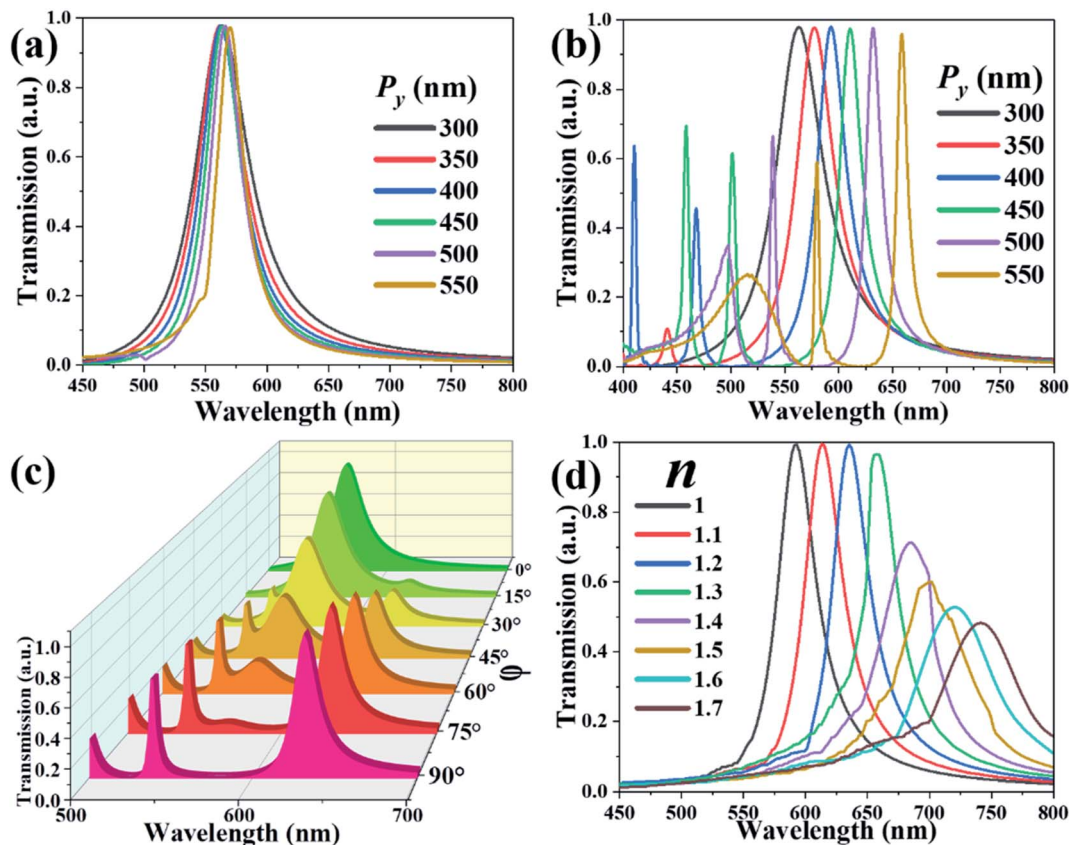 (a)
Transmission (a.u.)
1.0
0.8
0.6
0.4
0.2
0.0
P_y (nm)
300
350
400
450
500
550
450 500 550 600 650 700 750 800
Wavelength (nm)
(b)
Transmission (a.u.)
1.0
0.8
0.6
0.4
0.2
0.0
P_y (nm)
300
350
400
450
500
550
400 450 500 550 600 650 700 750 800
Wavelength (nm)
(c)
Transmission (a.u.)
1.0
0.8
0.6
0.4
0.2
0.0
0°
15°
30°
45°
60°
75°
90°
φ
500 600 700
Wavelength (nm)
(d)
Transmission (a.u.)
1.0
0.8
0.6
0.4
0.2
0.0
n
1
1.1
1.2
1.3
1.4
1.5
1.6
1.7
450 500 550 600 650 700 750 800
Wavelength (nm)